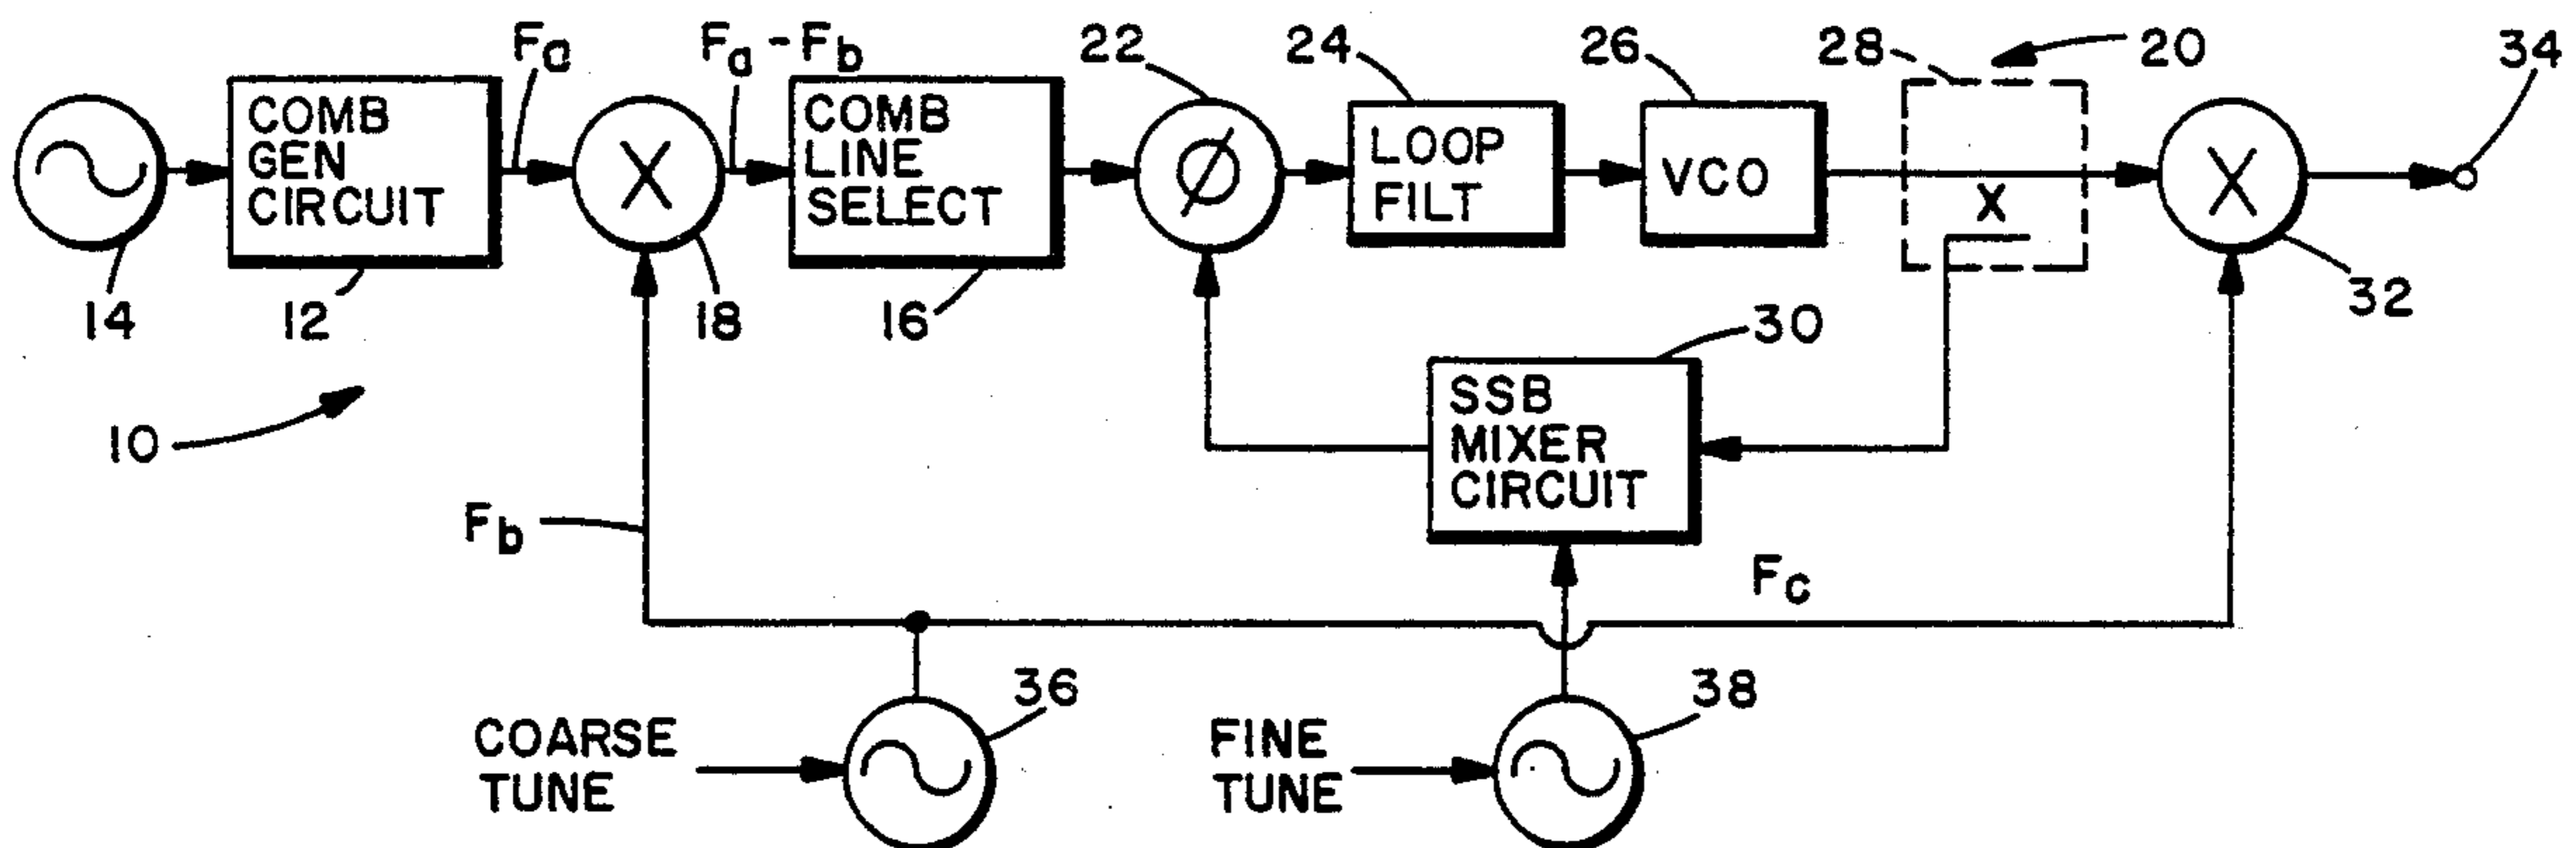 Fa
Fa - Fb
22
24
26
28
20
34
COMB
GEN
CIRCUIT
X
COMB
LINE
SELECT
Ø
LOOP
FILT
VCO
X
X
14
12
18
16
32
30
10
SSB
MIXER
CIRCUIT
Fb
Fc
36
38
COARSE
TUNE
FINE
TUNE